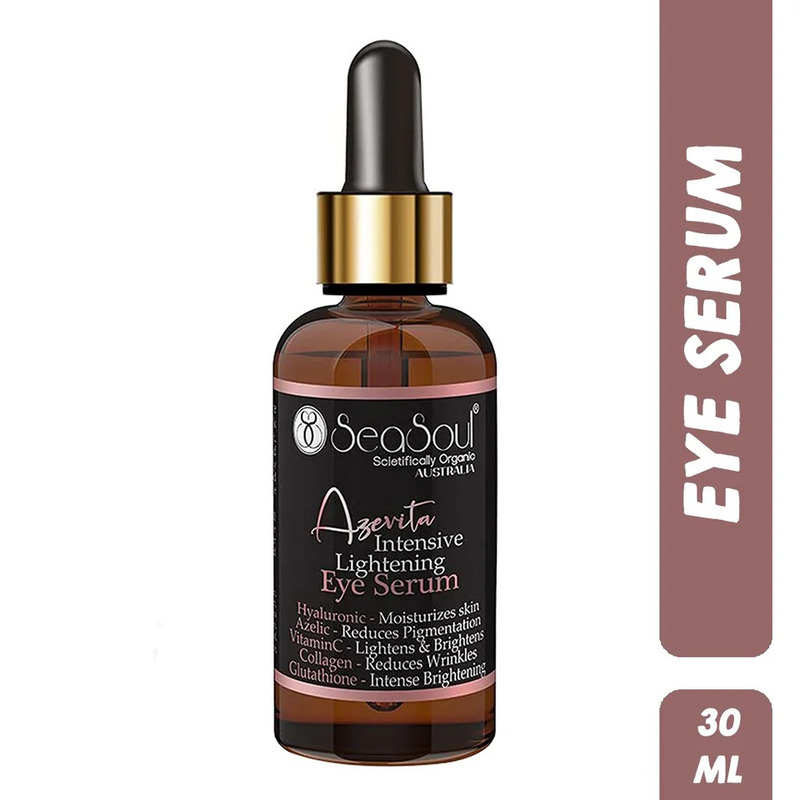 SeaSoul®
Scietifically Organic
AUSTRALIA
Azevita
Intensive
Lightening
Eye Serum
Hyaluronic - Moisturizes skin
Azelic - Reduces Pigmentation
VitaminC - Lightens & Brightens
Collagen - Reduces Wrinkles
Glutathione - Intense Brightening
EYE SERUM
30
ML